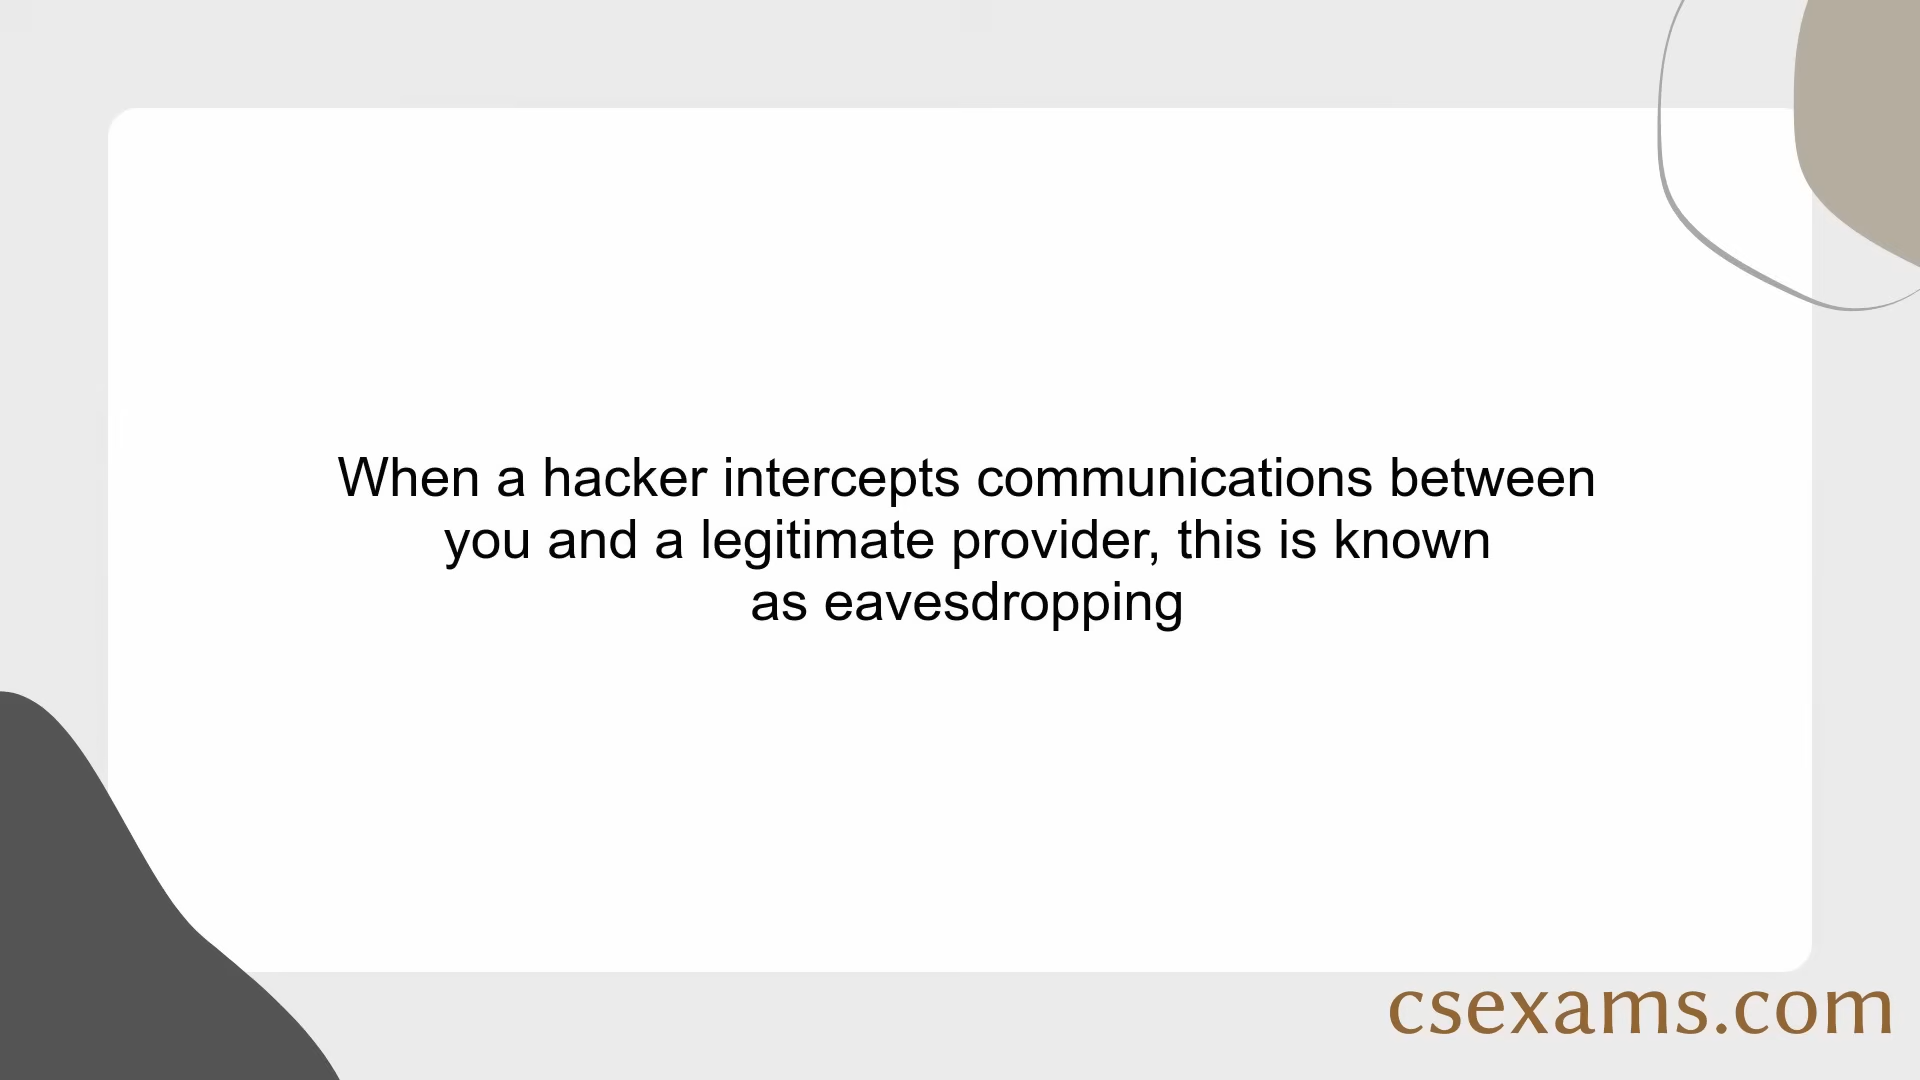 When a hacker intercepts communications between
you and a legitimate provider, this is known
as eavesdropping
csexams.com